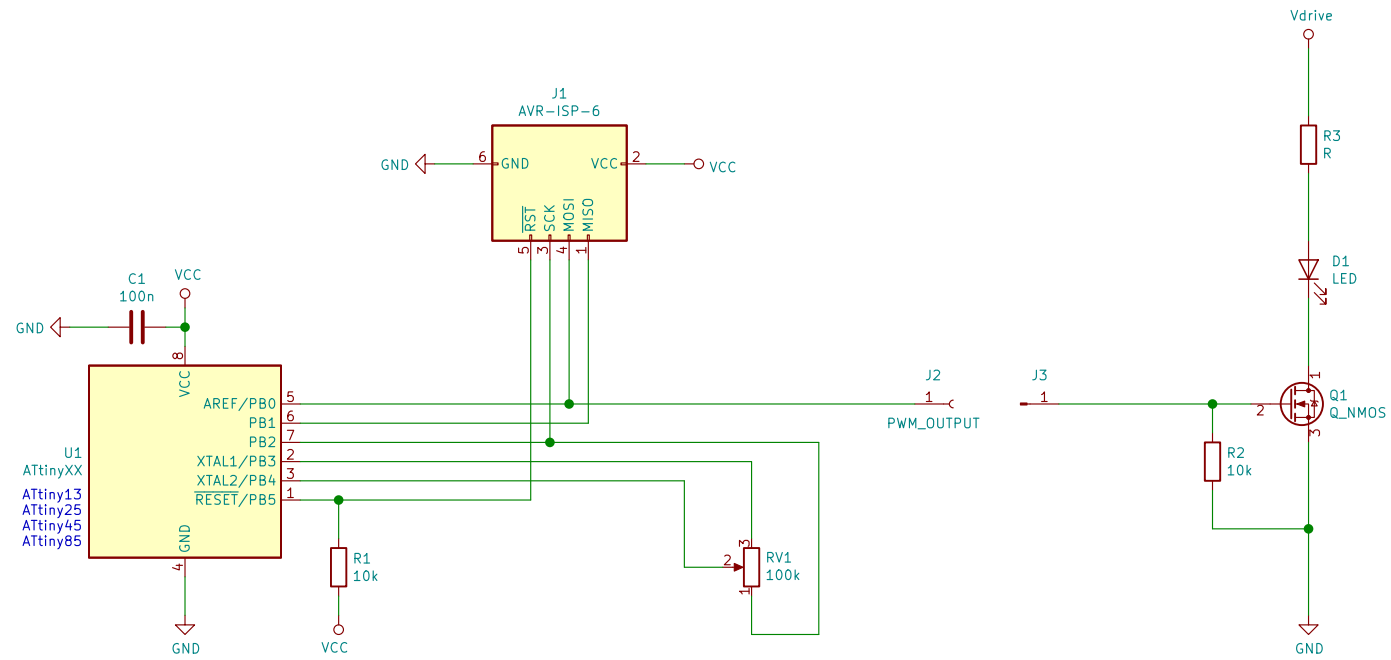 Vdrive
J1
AVR-ISP-6
R3
R
GND
6
GND
VCC
2
VCC
RST
SCK
MOSI
MISO
5
3
4
1
D1
LED
C1
100n
VCC
GND
8
VCC
J2
1
PWM_OUTPUT
J3
1
1
Q1
Q_NMOS
2
3
AREF/PB0
5
PB1
6
PB2
7
XTAL1/PB3
2
XTAL2/PB4
3
RESET/PB5
1
U1
ATtinyXX
ATtiny13
ATtiny25
ATtiny45
ATtiny85
GND
4
GND
R2
10k
R1
10k
VCC
3
2
1
RV1
100k
GND